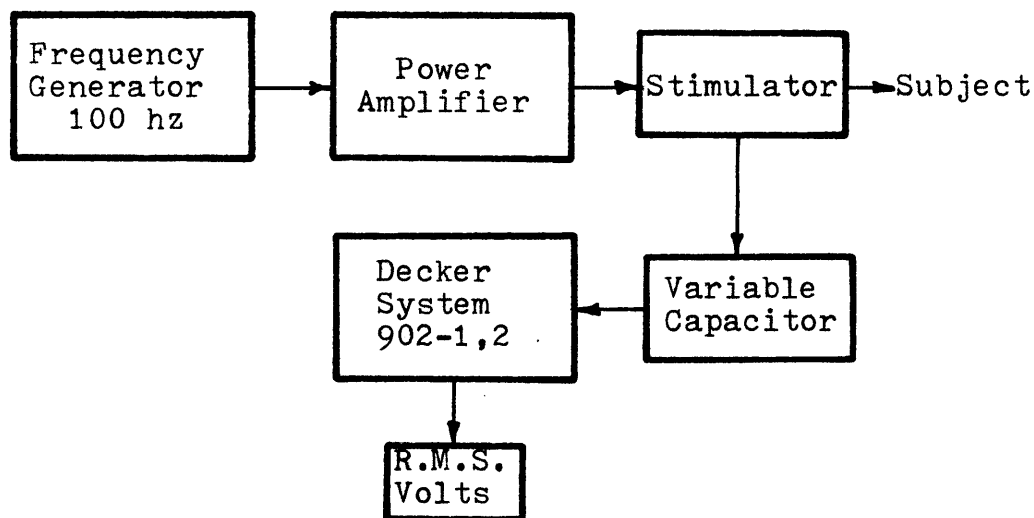 Frequency
Generator
100 hz
Power
Amplifier
Stimulator
Subject
Decker
System
902-1,2
Variable
Capacitor
R.M.S.
Volts